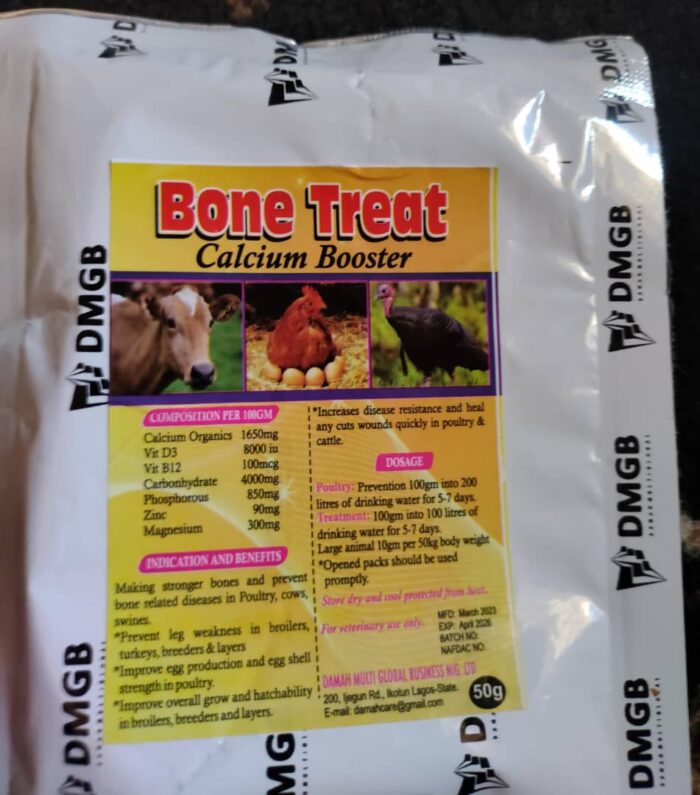 DMGB
DMGB
DMGB
Bone Treat
Calcium Booster
COMPOSITION PER 100GM
Calcium Organics 1650mg
Vit D3 8000 iu
Vit B12 100mcg
Carbonhydrate 4000mg
Phosphorous 850mg
Zinc 90mg
Magnesium 300mg
INDICATION AND BENEFITS
Making stronger bones and prevent
bone related diseases in Poultry, cows,
swines.
*Prevent leg weakness in broilers,
turkeys, breeders & layers
*Improve egg production and egg shell
strength in poultry.
*Improve overall grow and hatchability
in broilers, breeders and layers.
*Increases disease resistance and heal
any cuts wounds quickly in poultry &
cattle.
DOSAGE
Poultry: Prevention 100gm into 200
litres of drinking water for 5-7 days.
Treatment: 100gm into 100 litres of
drinking water for 5-7 days.
Large animal 10gm per 50kg body weight
*Opened packs should be used
promptly.
Store dry and cool protected from heat.
For veterinary use only.
MFD: March 2023
EXP: April 2026
BATCH NO:
NAFDAC NO:
DAMAH MULTI GLOBAL BUSINESS NIG. LTD
200, Ijegun Rd., Ikotun Lagos-State.
E-mail: damahcare@gmail.com
50g
DMGB
DMGB
DMGB
DMGB